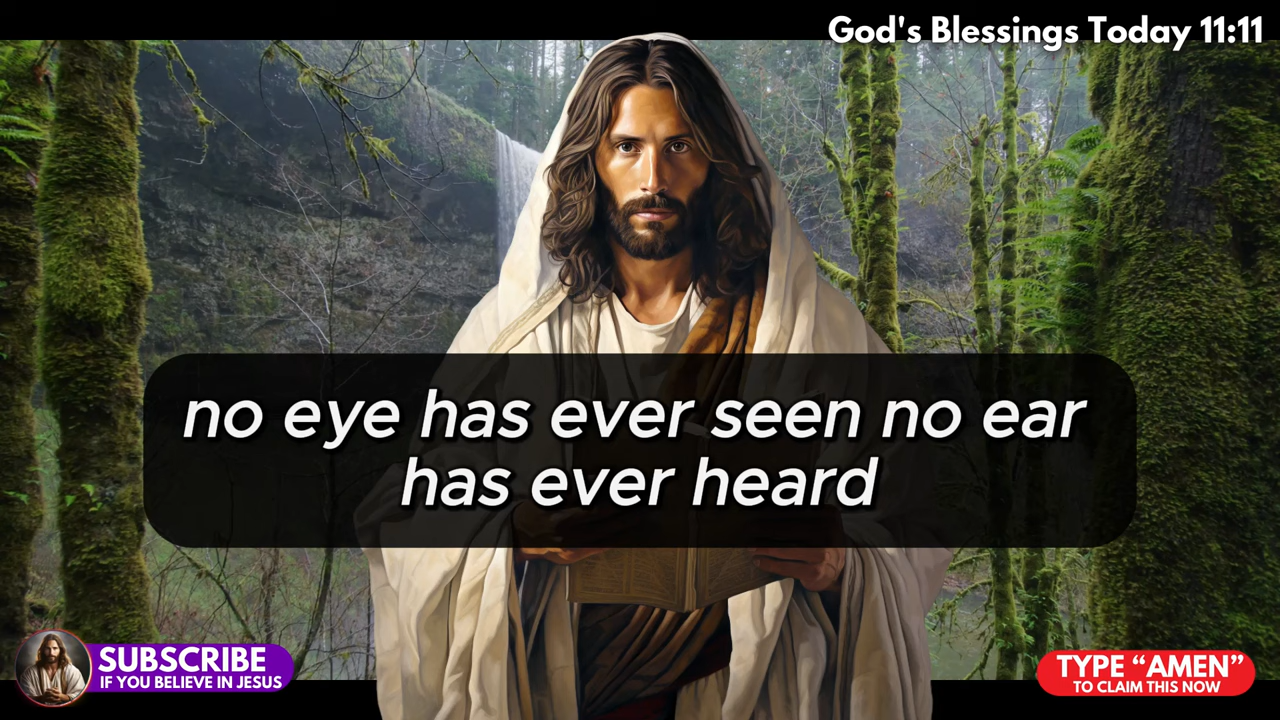 God's Blessings Today 11:11
no eye has ever seen no ear
has ever heard
SUBSCRIBE
IF YOU BELIEVE IN JESUS
TYPE “AMEN”
TO CLAIM THIS NOW